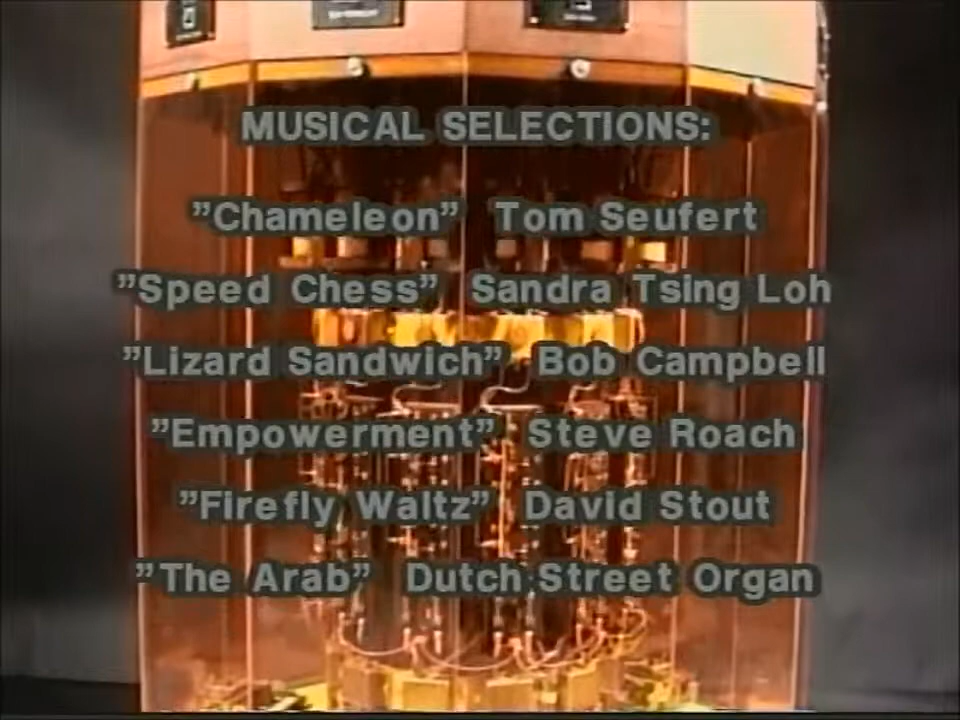 MUSICAL SELECTIONS:
”Chameleon” Tom Seufert
”Speed Chess” Sandra Tsing Loh
”Lizard Sandwich” Bob Campbell
”Empowerment” Steve Roach
”Firefly Waltz” David Stout
”The Arab” Dutch Street Organ